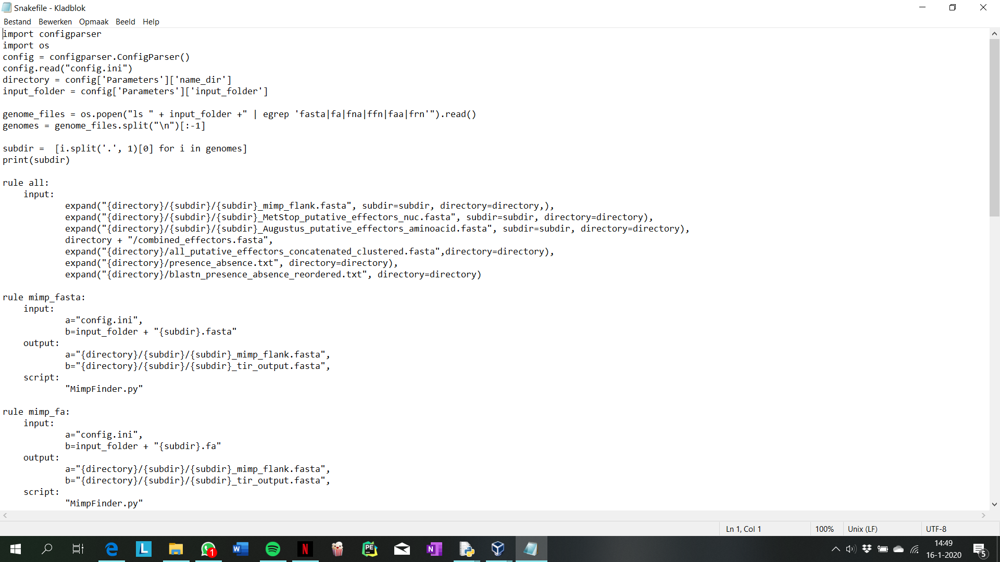 Snakefile - Kladblok
Bestand Bewerken Opmaak Beeld Help
import configparser
import os
config = configparser.ConfigParser()
config.read("config.ini")
directory = config['Parameters']['name_dir']
input_folder = config['Parameters']['input_folder']

genome_files = os.popen("ls " + input_folder +" | egrep 'fasta|fa|fna|ffn|faa|frn'").read()
genomes = genome_files.split("\n")[:-1]

subdir =  [i.split('.', 1)[0] for i in genomes]
print(subdir)

rule all:
    input:
            expand("{directory}/{subdir}/{subdir}_mimp_flank.fasta", subdir=subdir, directory=directory,),
            expand("{directory}/{subdir}/{subdir}_MetStop_putative_effectors_nuc.fasta", subdir=subdir, directory=directory),
            expand("{directory}/{subdir}/{subdir}_Augustus_putative_effectors_aminoacid.fasta", subdir=subdir, directory=directory),
            directory + "/combined_effectors.fasta",
            expand("{directory}/all_putative_effectors_concatenated_clustered.fasta",directory=directory),
            expand("{directory}/presence_absence.txt", directory=directory),
            expand("{directory}/blastn_presence_absence_reordered.txt", directory=directory)

rule mimp_fasta:
    input:
            a="config.ini",
            b=input_folder + "{subdir}.fasta"
    output:
            a="{directory}/{subdir}/{subdir}_mimp_flank.fasta",
            b="{directory}/{subdir}/{subdir}_tir_output.fasta",
    script:
            "MimpFinder.py"

rule mimp_fa:
    input:
            a="config.ini",
            b=input_folder + "{subdir}.fa"
    output:
            a="{directory}/{subdir}/{subdir}_mimp_flank.fasta",
            b="{directory}/{subdir}/{subdir}_tir_output.fasta",
    script:
            "MimpFinder.py"
Ln 1, Col 1 100% Unix (LF) UTF-8
L 1 W N PE N 14:49
16-1-2020 5